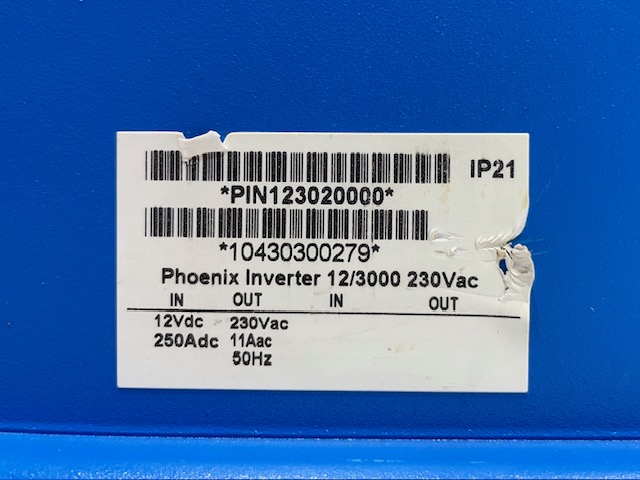 IP21
*PIN123020000*
*10430300279*
Phoenix Inverter 12/3000 230Vac
IN OUT IN OUT
12Vdc 230Vac
250Adc 11Aac
50Hz